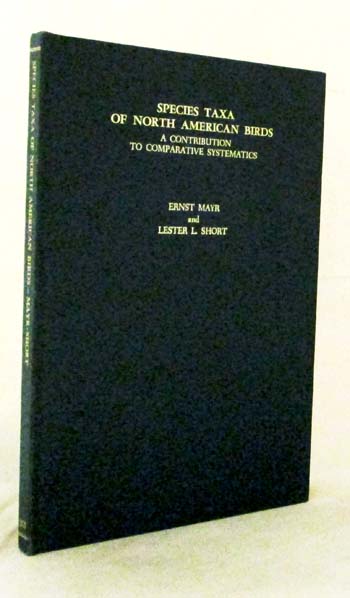 SPECIES TAXA
OF NORTH AMERICAN BIRDS
A CONTRIBUTION
TO COMPARATIVE SYSTEMATICS
ERNST MAYR
and
LESTER L. SHORT
SPECIES TAXA OF NORTH AMERICAN BIRDS - MAYR-SHORT